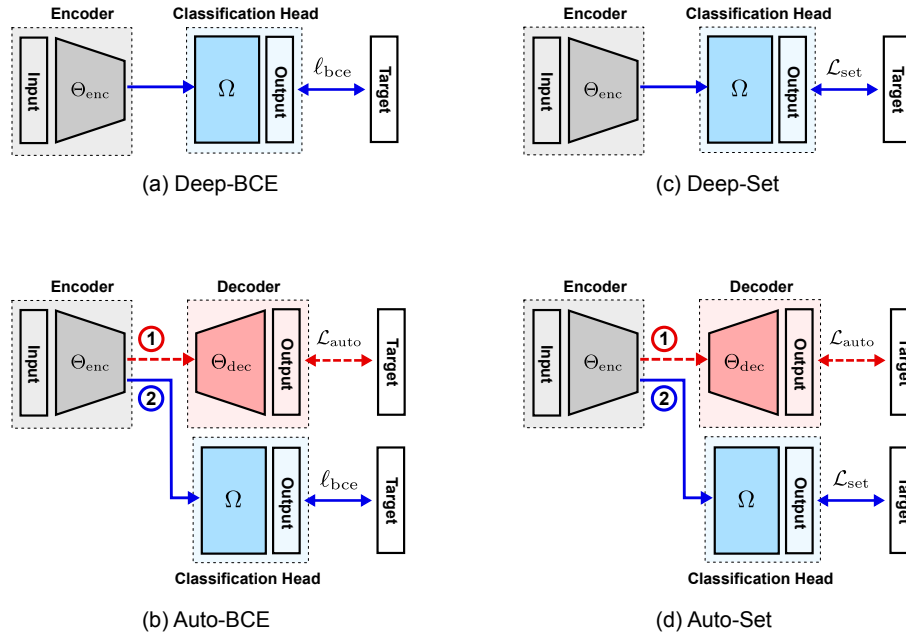 Encoder Classification Head
Input Θenc Ω Output ℓbce Target
(a) Deep-BCE
Encoder Classification Head
Input Θenc Ω Output ℒset Target
(c) Deep-Set
Encoder Decoder
Input Θenc 1 Θdec Output ℒauto Target
2
Ω Output ℓbce Target
Classification Head
(b) Auto-BCE
Encoder Decoder
Input Θenc 1 Θdec Output ℒauto Target
2
Ω Output ℒset Target
Classification Head
(d) Auto-Set